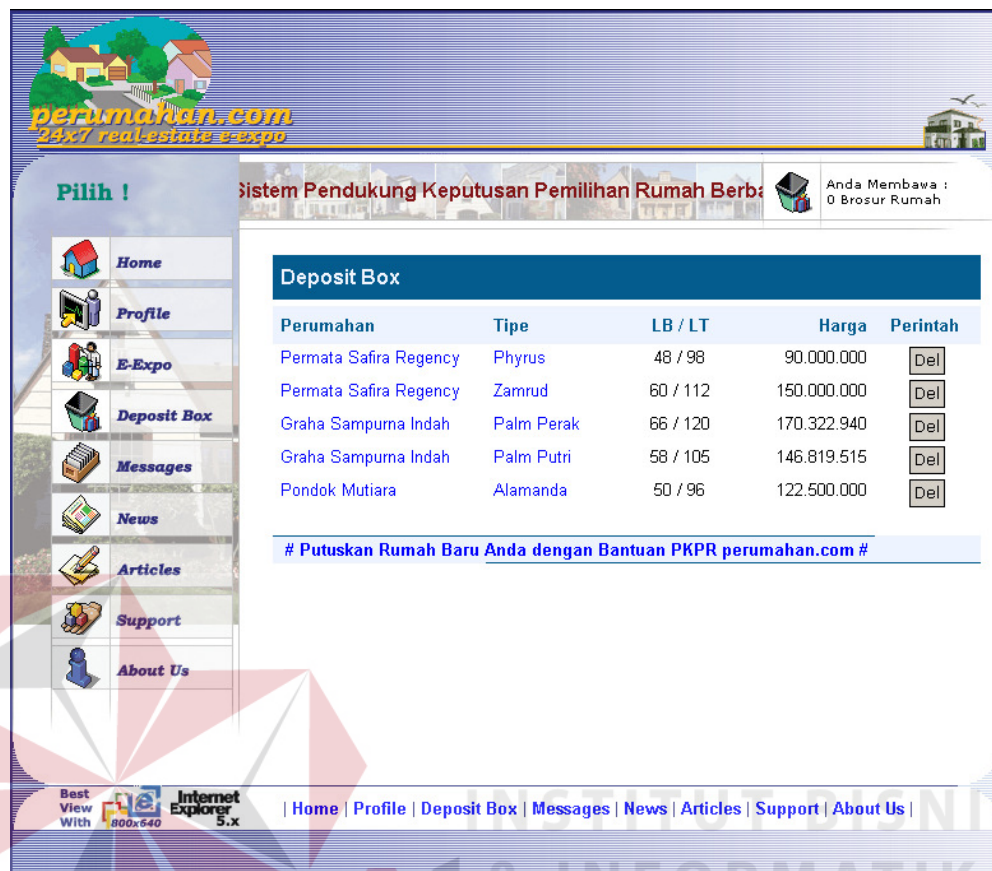 perumahan.com
24x7 real-estate e-expo
Pilih !
Sistem Pendukung Keputusan Pemilihan Rumah Berba
Anda Membawa :
0 Brosur Rumah
Home
Profile
E-Expo
Deposit Box
Messages
News
Articles
Support
About Us
Deposit Box
Perumahan Tipe LB / LT Harga Perintah
Permata Safira Regency Phyrus 48 / 98 90.000.000 Del
Permata Safira Regency Zamrud 60 / 112 150.000.000 Del
Graha Sampurna Indah Palm Perak 66 / 120 170.322.940 Del
Graha Sampurna Indah Palm Putri 58 / 105 146.819.515 Del
Pondok Mutiara Alamanda 50 / 96 122.500.000 Del
# Putuskan Rumah Baru Anda dengan Bantuan PKPR perumahan.com #
Best
View
With
800x640
Internet
Explorer
5.x
| Home | Profile | Deposit Box | Messages | News | Articles | Support | About Us |
INSTITUT BISNI
& INFORMATIK